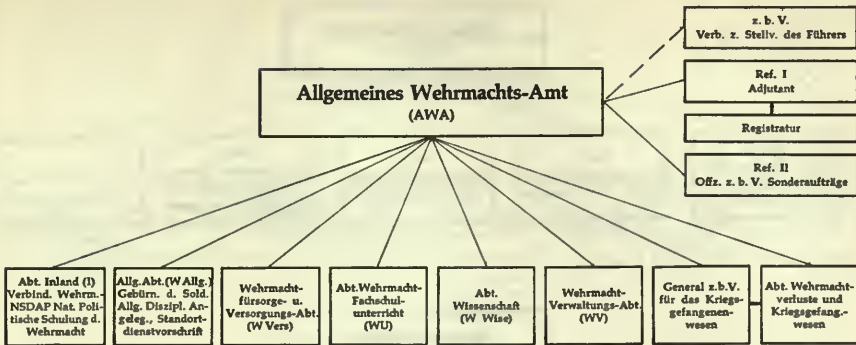 z. b. V.
Verb. z. Stellv. des Führers
Allgemeines Wehrmachts-Amt
(AWA)
Ref. I
Adjutant
Registratur
Ref. II
Offz. z. b. V. Sonderaufträge
Abt. Inland (I)
Verbind. Wehrm.-
NSDAP Nat. Poli-
tische Schulung d.
Wehrmacht
Allg. Abt. (W Allg.)
Gebürn. d. Sold.
Allg. Diszipl. An-
geleg., Standort-
dienstvorschrift
Wehrmacht-
fürsorge- u.
Versorgungs-Abt.
(W Vers)
Abt. Wehrmacht-
Fachschul-
unterricht
(WU)
Abt.
Wissenschaft
(W Wise)
Wehrmacht-
Verwaltungs-Abt.
(WV)
General z.b.V.
für das Kriegs-
gefangenen-
wesen
Abt. Wehrmacht-
verluste und
Kriegsgefang.-
wesen